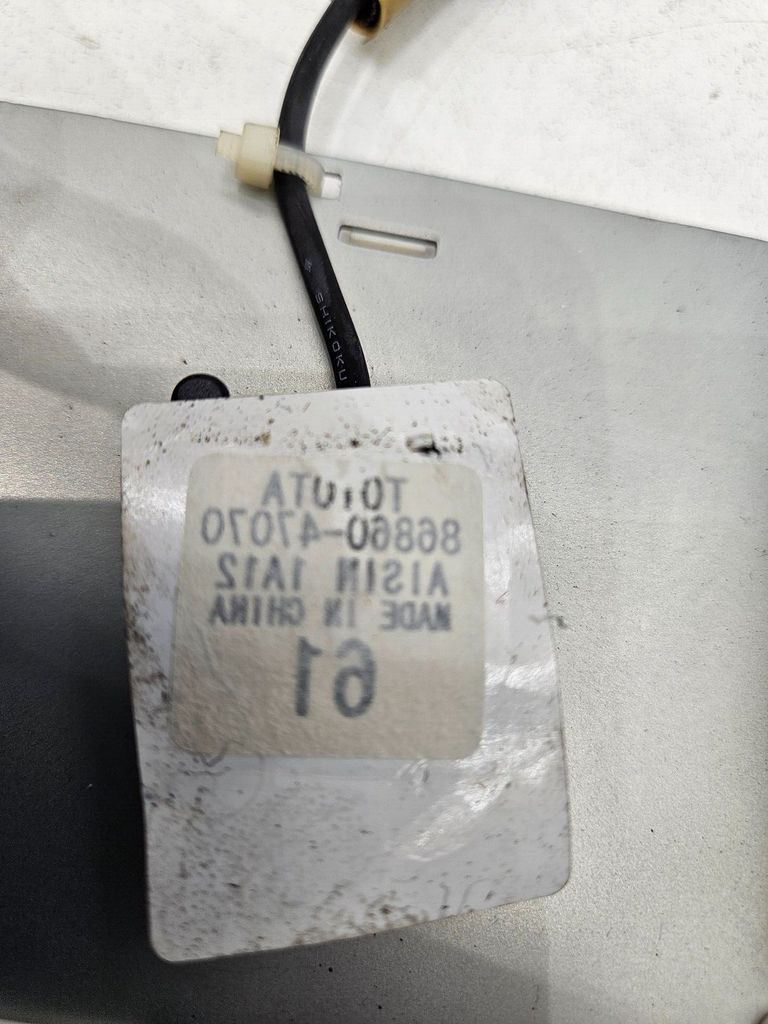 SHIKOKU
TOYOTA
86860-47070
AISIN 1A12
MADE IN CHINA
61